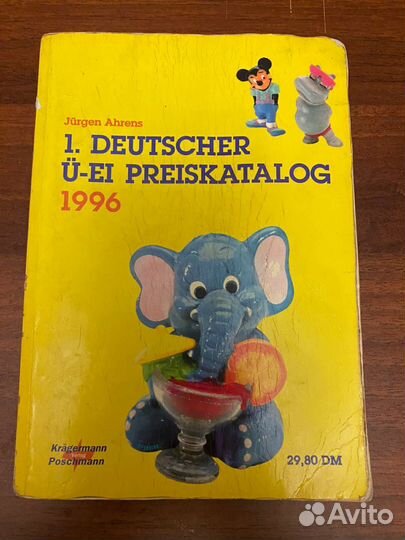 Jürgen Ahrens
1. DEUTSCHER
Ü-EI PREISKATALOG
1996
Krägermann
Poschmann
29,80 DM
Avito